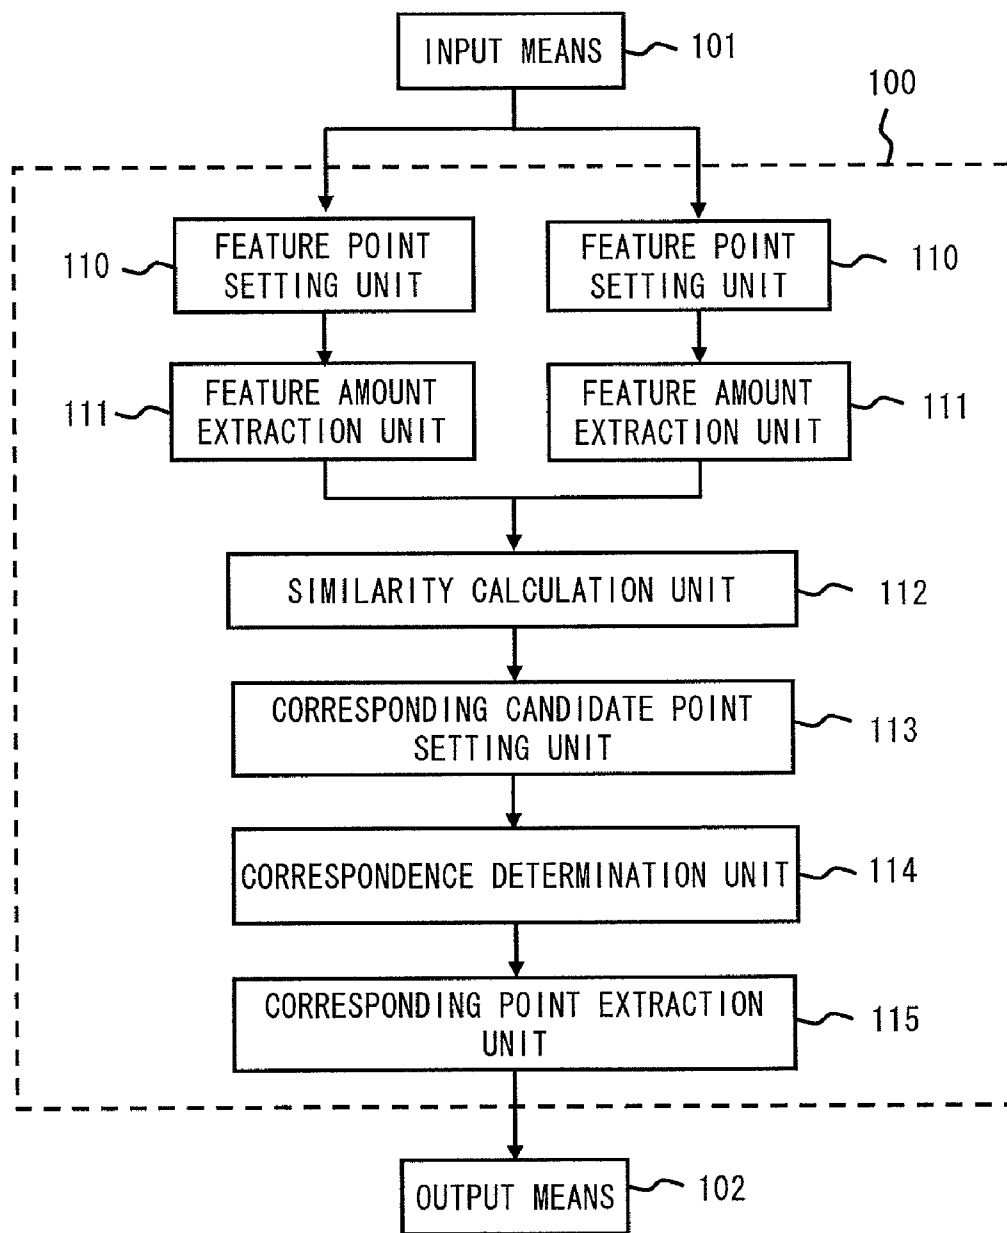 INPUT MEANS
101
100
110
FEATURE POINT
SETTING UNIT
FEATURE POINT
SETTING UNIT
110
111
FEATURE AMOUNT
EXTRACTION UNIT
FEATURE AMOUNT
EXTRACTION UNIT
111
SIMILARITY CALCULATION UNIT
112
CORRESPONDING CANDIDATE POINT
SETTING UNIT
113
CORRESPONDENCE DETERMINATION UNIT
114
CORRESPONDING POINT EXTRACTION
UNIT
115
OUTPUT MEANS
102